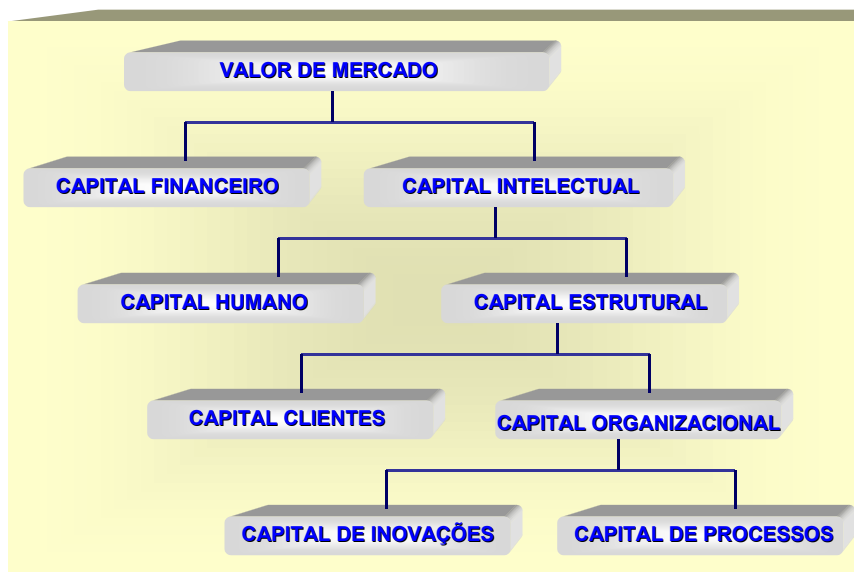 VALOR DE MERCADO
CAPITAL FINANCEIRO
CAPITAL INTELECTUAL
CAPITAL HUMANO
CAPITAL ESTRUTURAL
CAPITAL CLIENTES
CAPITAL ORGANIZACIONAL
CAPITAL DE INOVAÇÕES
CAPITAL DE PROCESSOS